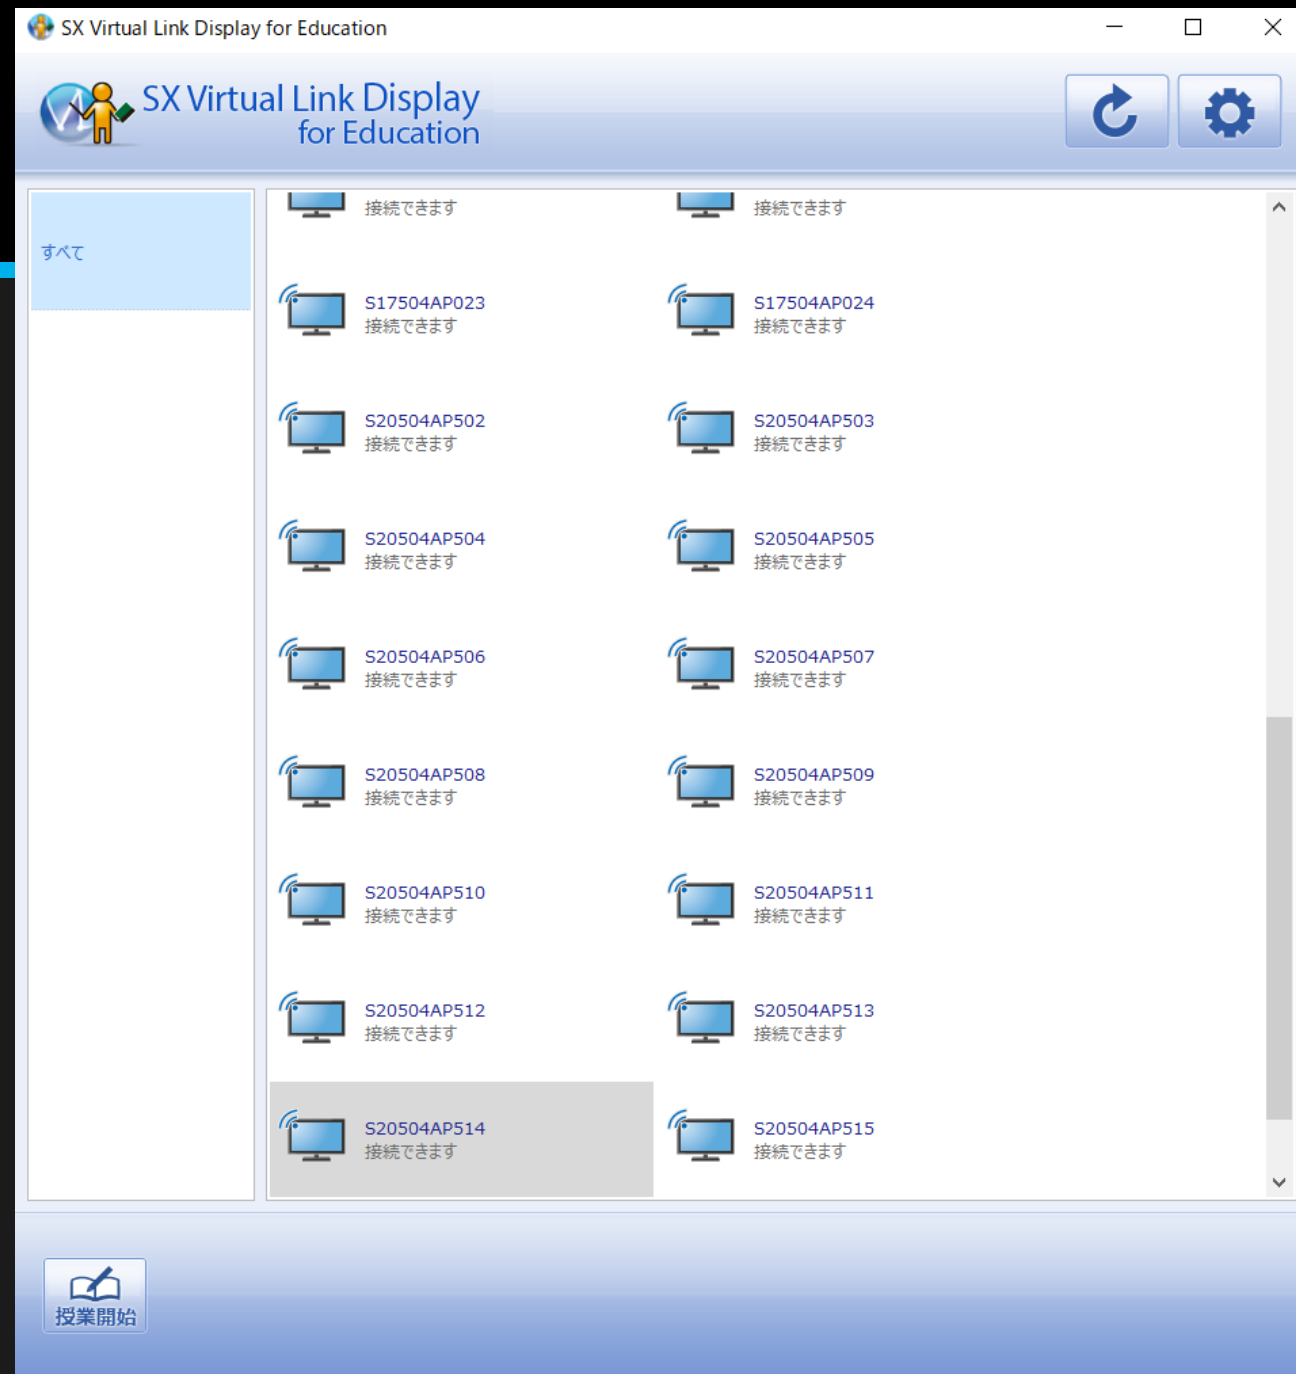 SX Virtual Link Display for Education
SX Virtual Link Display
for Education
すべて
接続できます
接続できます
S17504AP023
接続できます
S17504AP024
接続できます
S20504AP502
接続できます
S20504AP503
接続できます
S20504AP504
接続できます
S20504AP505
接続できます
S20504AP506
接続できます
S20504AP507
接続できます
S20504AP508
接続できます
S20504AP509
接続できます
S20504AP510
接続できます
S20504AP511
接続できます
S20504AP512
接続できます
S20504AP513
接続できます
S20504AP514
接続できます
S20504AP515
接続できます
授業開始